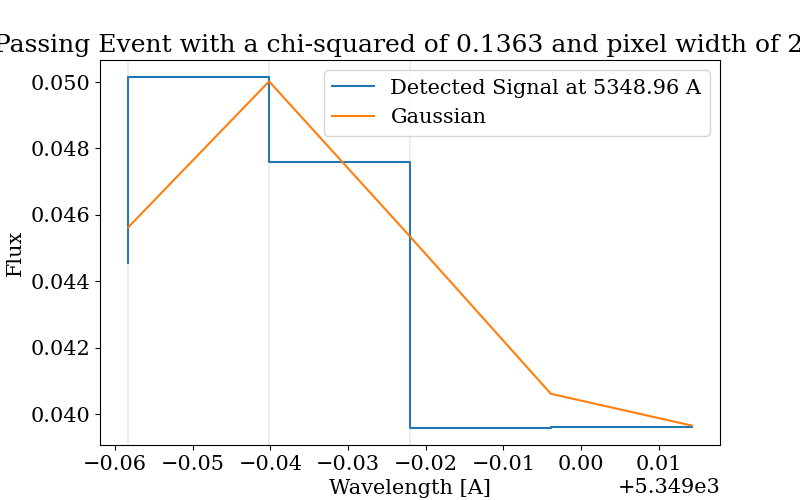 Passing Event with a chi-squared of 0.1363 and pixel width of 2
Detected Signal at 5348.96 A
Gaussian
Flux
0.050
0.048
0.046
0.044
0.042
0.040
−0.06 −0.05 −0.04 −0.03 −0.02 −0.01 0.00 0.01
+5.349e3
Wavelength [A]